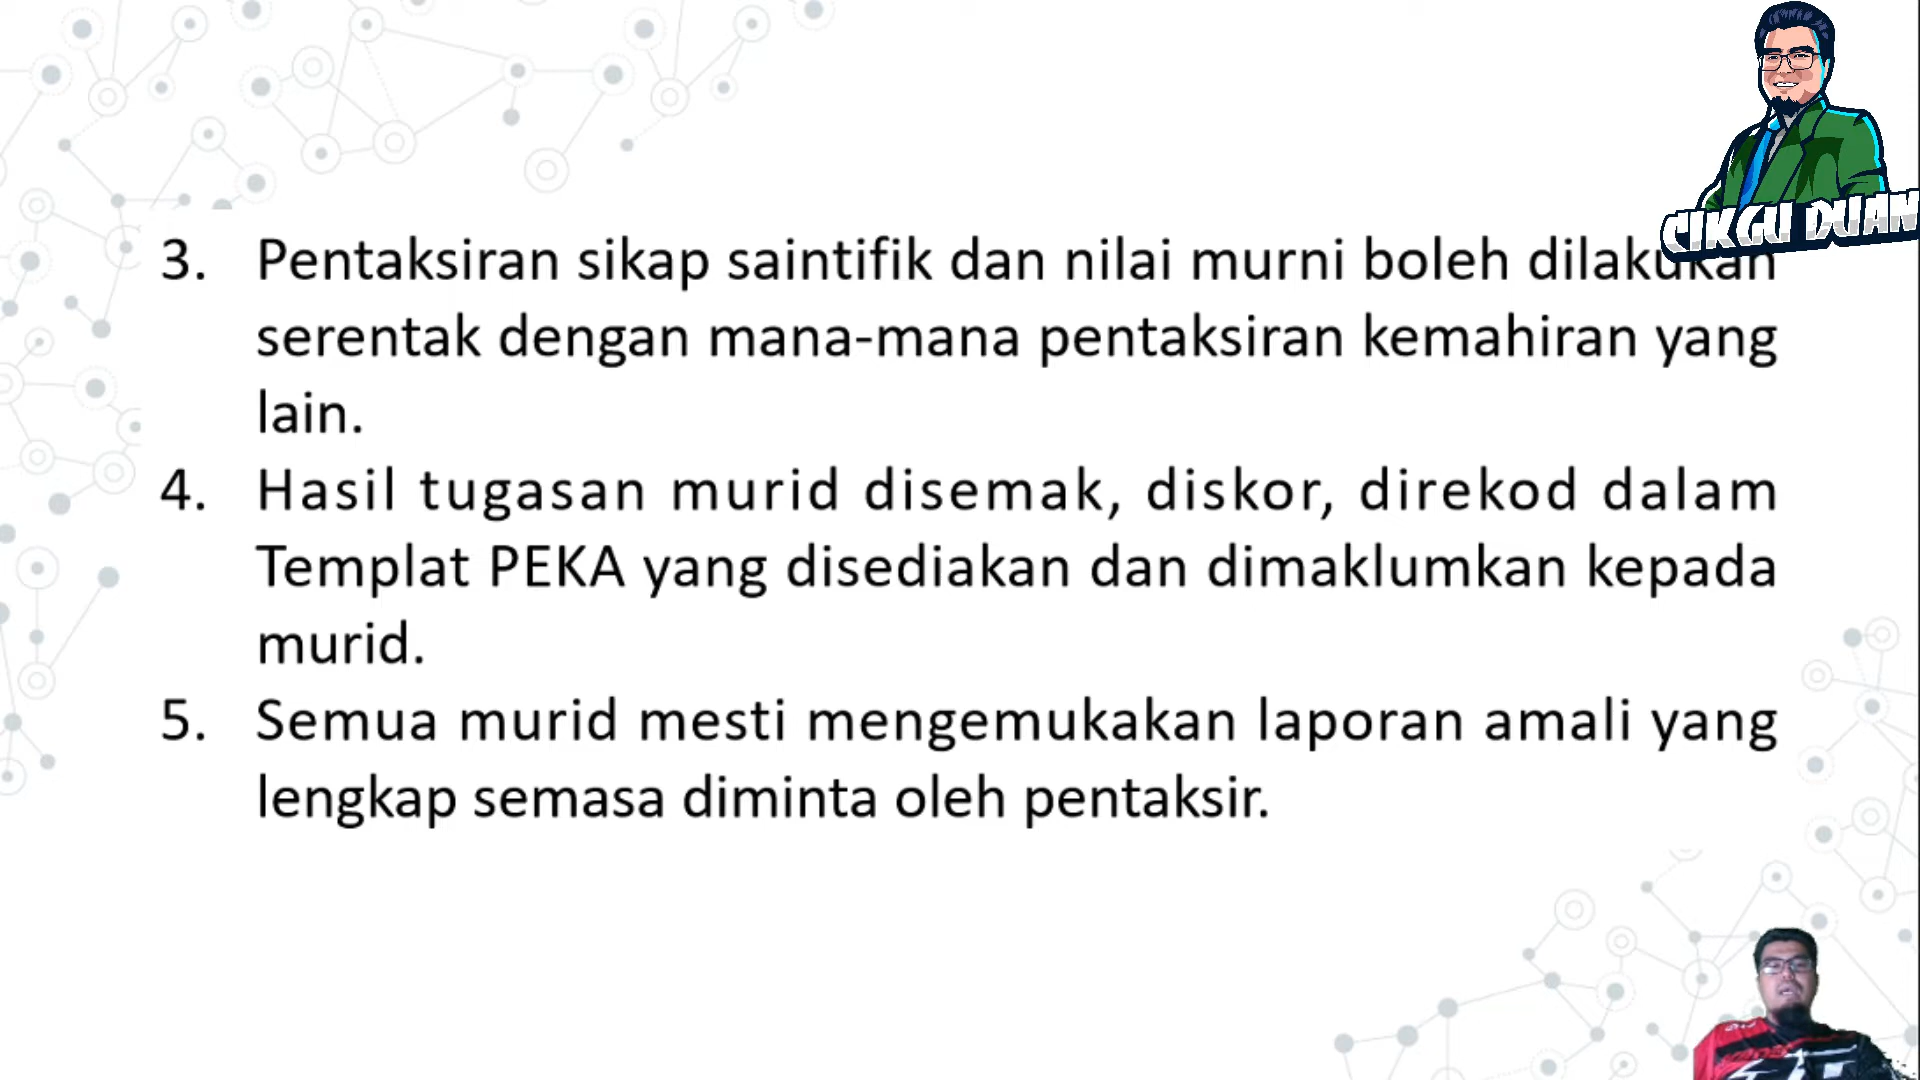 CIKGU DUAN
3. Pentaksiran sikap saintifik dan nilai murni boleh dilakukan
serentak dengan mana-mana pentaksiran kemahiran yang
lain.
4. Hasil tugasan murid disemak, diskor, direkod dalam
Templat PEKA yang disediakan dan dimaklumkan kepada
murid.
5. Semua murid mesti mengemukakan laporan amali yang
lengkap semasa diminta oleh pentaksir.